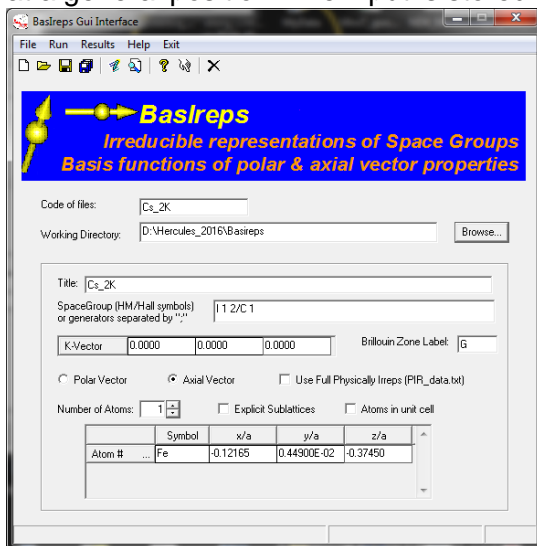 BasIreps Gui Interface
File Run Results Help Exit
BasIreps
Irreducible representations of Space Groups
Basis functions of polar & axial vector properties
Code of files: Cs_2K
Working Directory: D:\Hercules_2016\Basireps Browse...
Title: Cs_2K
SpaceGroup (HM/Hall symbols)
or generators separated by ";" I 1 2/C 1
K-Vector 0.0000 0.0000 0.0000 Brillouin Zone Label: G
Polar Vector Axial Vector Use Full Physically Irreps (PIR_data.txt)
Number of Atoms: 1 Explicit Sublattices Atoms in unit cell
Symbol x/a y/a z/a
Atom # ... Fe -0.12165 0.44900E-02 -0.37450